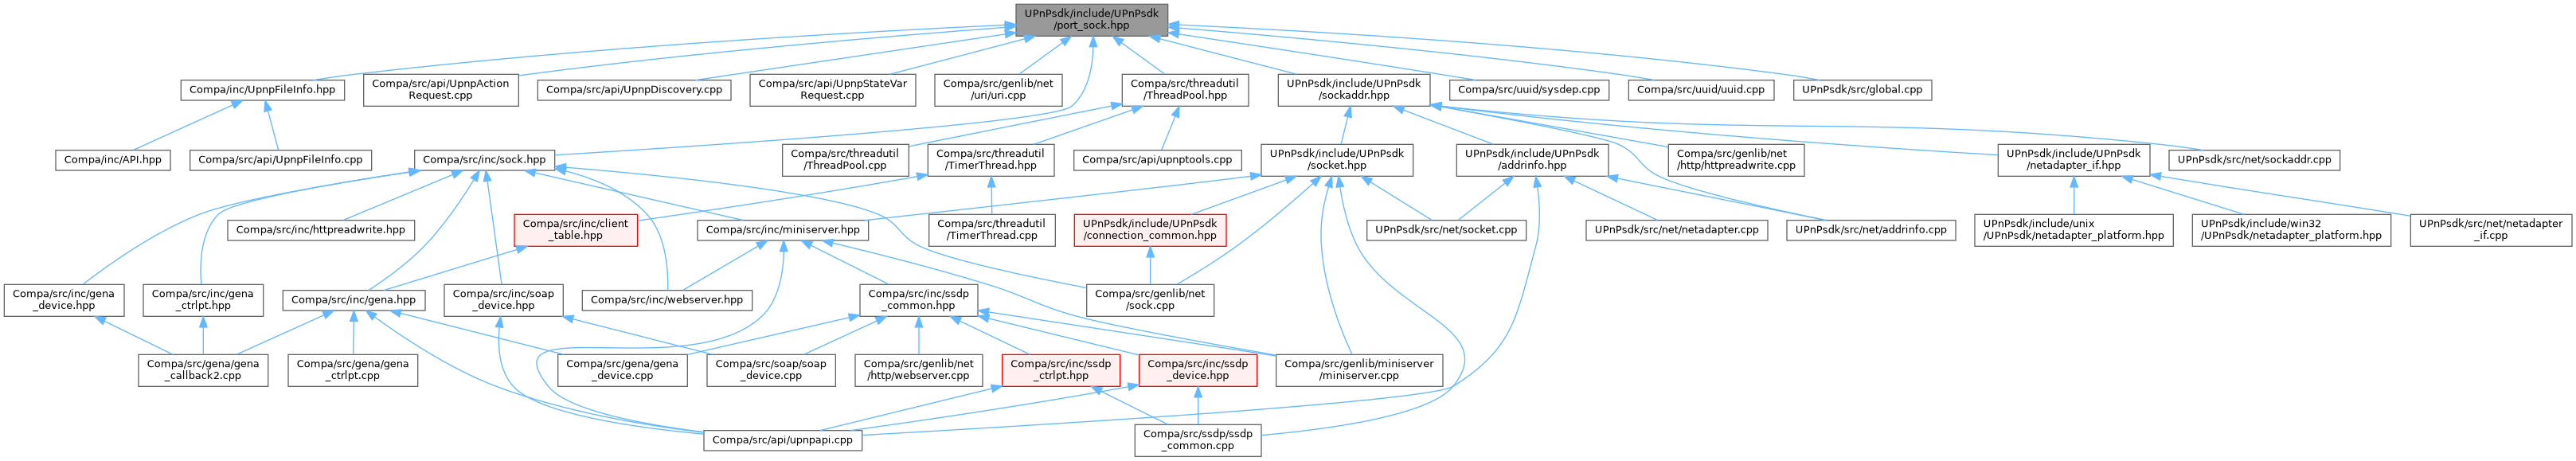 UPnPsdk/include/UPnPsdk
/port_sock.hpp
Compa/inc/UpnpFileInfo.hpp
Compa/src/api/UpnpAction
Request.cpp
Compa/src/api/UpnpDiscovery.cpp
Compa/src/api/UpnpStateVar
Request.cpp
Compa/src/genlib/net
/uri/uri.cpp
Compa/src/threadutil
/ThreadPool.hpp
UPnPsdk/include/UPnPsdk
/sockaddr.hpp
Compa/src/uuid/sysdep.cpp
Compa/src/uuid/uuid.cpp
UPnPsdk/src/global.cpp
Compa/inc/API.hpp
Compa/src/api/UpnpFileInfo.cpp
Compa/src/inc/sock.hpp
Compa/src/threadutil
/ThreadPool.cpp
Compa/src/threadutil
/TimerThread.hpp
Compa/src/api/upnptools.cpp
UPnPsdk/include/UPnPsdk
/socket.hpp
UPnPsdk/include/UPnPsdk
/addrinfo.hpp
Compa/src/genlib/net
/http/httpreadwrite.cpp
UPnPsdk/include/UPnPsdk
/netadapter_if.hpp
UPnPsdk/src/net/sockaddr.cpp
Compa/src/inc/httpreadwrite.hpp
Compa/src/inc/client
_table.hpp
Compa/src/inc/miniserver.hpp
Compa/src/threadutil
/TimerThread.cpp
UPnPsdk/include/UPnPsdk
/connection_common.hpp
UPnPsdk/src/net/socket.cpp
UPnPsdk/src/net/netadapter.cpp
UPnPsdk/src/net/addrinfo.cpp
UPnPsdk/include/unix
/UPnPsdk/netadapter_platform.hpp
UPnPsdk/include/win32
/UPnPsdk/netadapter_platform.hpp
UPnPsdk/src/net/netadapter
_if.cpp
Compa/src/inc/gena
_device.hpp
Compa/src/inc/gena
_ctrlpt.hpp
Compa/src/inc/gena.hpp
Compa/src/inc/soap
_device.hpp
Compa/src/inc/webserver.hpp
Compa/src/inc/ssdp
_common.hpp
Compa/src/genlib/net
/sock.cpp
Compa/src/gena/gena
_callback2.cpp
Compa/src/gena/gena
_ctrlpt.cpp
Compa/src/gena/gena
_device.cpp
Compa/src/soap/soap
_device.cpp
Compa/src/genlib/net
/http/webserver.cpp
Compa/src/inc/ssdp
_ctrlpt.hpp
Compa/src/inc/ssdp
_device.hpp
Compa/src/genlib/miniserver
/miniserver.cpp
Compa/src/api/upnpapi.cpp
Compa/src/ssdp/ssdp
_common.cpp